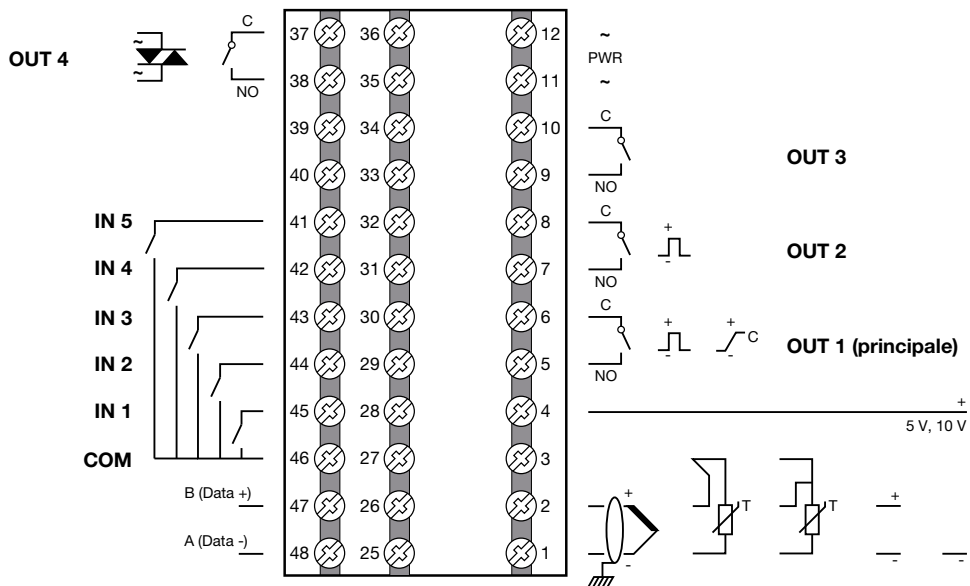 C 37 36 12 ~
OUT 4 ~ PWR
~ NO 38 35 11 ~
39 34 10 C
OUT 3
40 33 9 NO
IN 5 41 32 8 C
+ OUT 2
-
IN 4 42 31 7 NO
IN 3 43 30 6 C
+ + C OUT 1 (principale)
- -
IN 2 44 29 5 NO
IN 1 45 28 4 +
5 V, 10 V
COM 46 27 3
B (Data +) 47 26 2 + T T +
A (Data -) 48 25 1 - - -